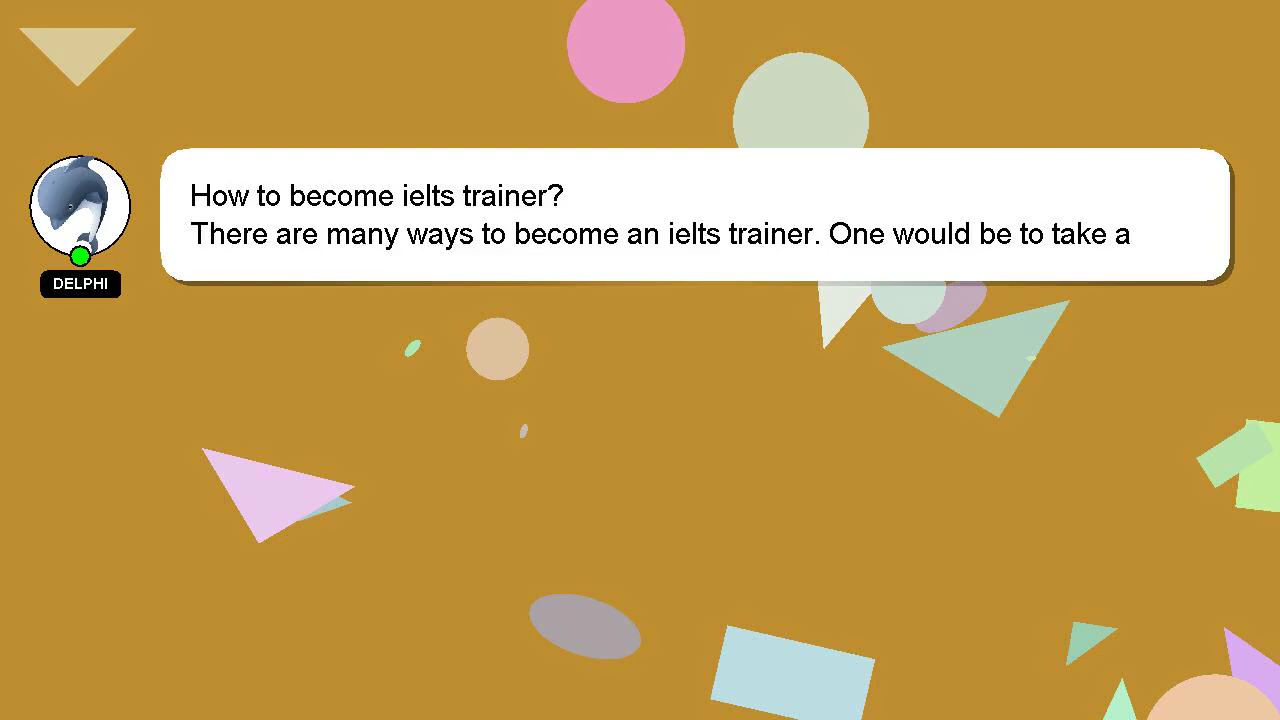 How to become ielts trainer?
There are many ways to become an ielts trainer. One would be to take a
DELPHI